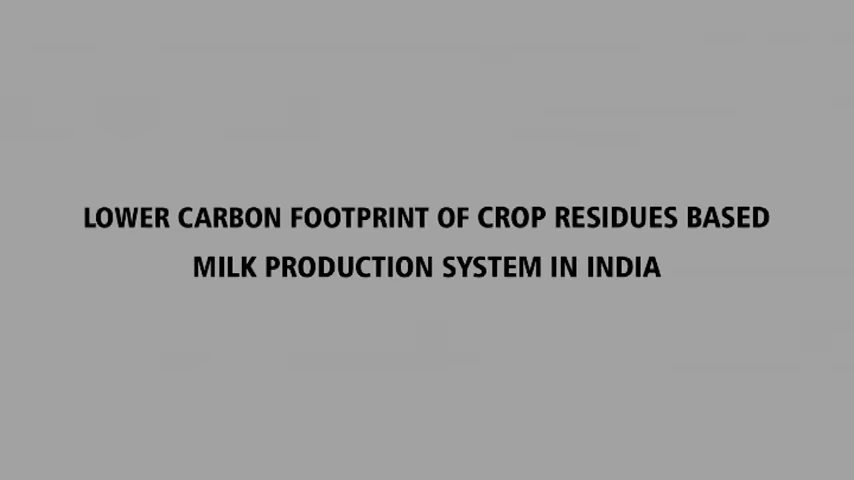 LOWER CARBON FOOTPRINT OF CROP RESIDUES BASED
MILK PRODUCTION SYSTEM IN INDIA